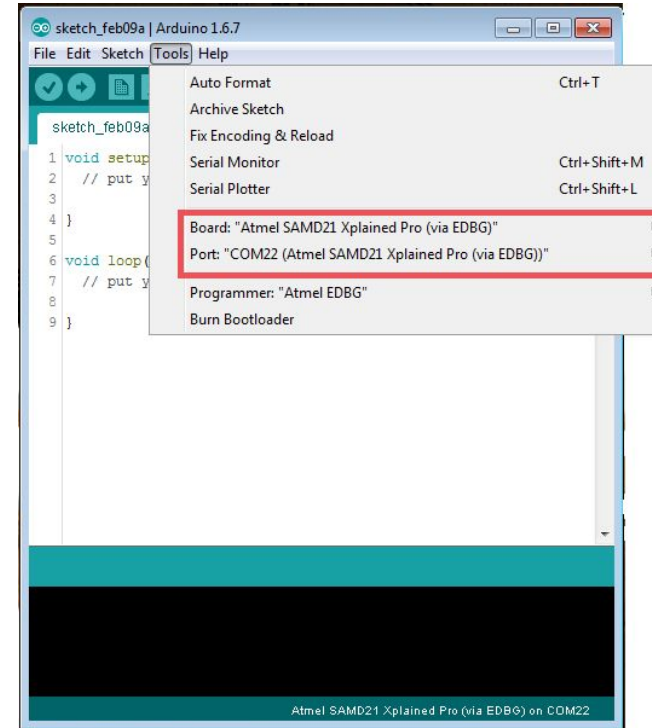 sketch_feb09a | Arduino 1.6.7
File Edit Sketch Tools Help
Auto Format Ctrl+T
Archive Sketch
Fix Encoding & Reload
Serial Monitor Ctrl+Shift+M
Serial Plotter Ctrl+Shift+L
Board: "Atmel SAMD21 Xplained Pro (via EDBG)"
Port: "COM22 (Atmel SAMD21 Xplained Pro (via EDBG))"
Programmer: "Atmel EDBG"
Burn Bootloader
sketch_feb09a
1 void setup
2 // put y
3
4 }
5
6 void loop(
7 // put y
8
9 }
Atmel SAMD21 Xplained Pro (via EDBG) on COM22